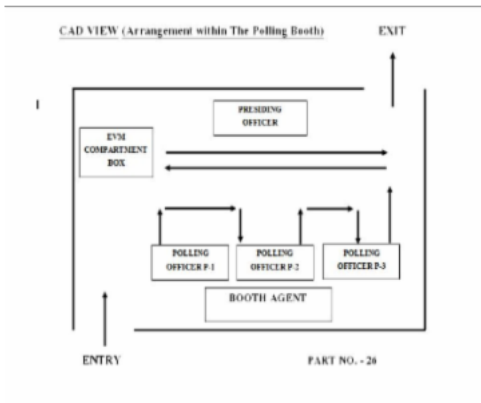 CAD VIEW (Arrangement within The Polling Booth)
EXIT
PRESIDING
OFFICER
EVM
COMPARTMENT
BOX
POLLING
OFFICER P-1
POLLING
OFFICER P-2
POLLING
OFFICER P-3
BOOTH AGENT
ENTRY
PART NO. - 26